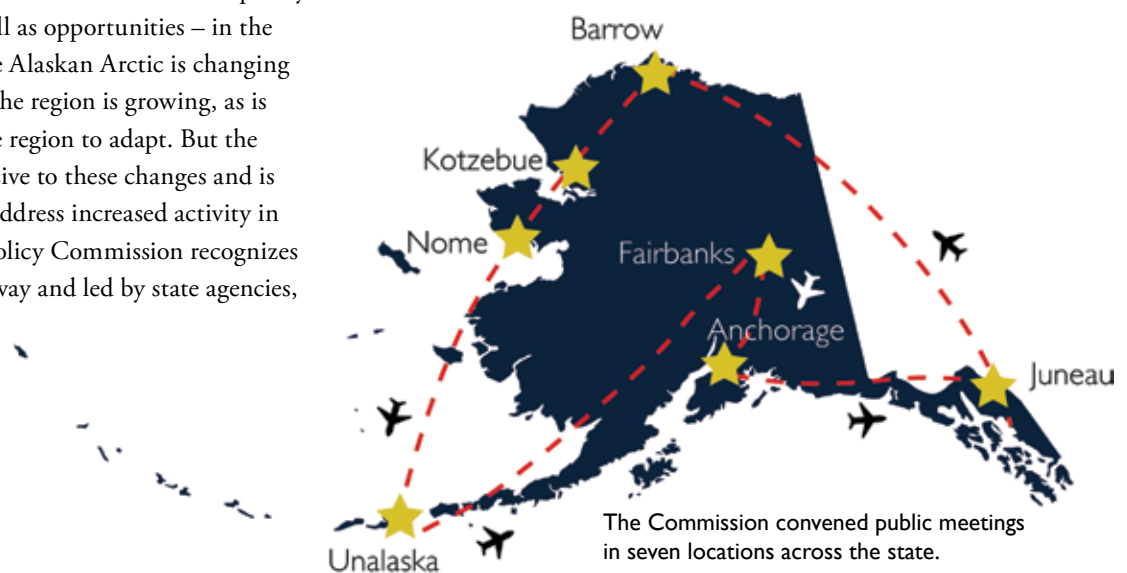 ll as opportunities – in the
e Alaskan Arctic is changing
he region is growing, as is
e region to adapt. But the
sive to these changes and is
ddress increased activity in
olicy Commission recognizes
way and led by state agencies,
Barrow
Kotzebue
Nome
Fairbanks
Anchorage
Juneau
Unalaska
The Commission convened public meetings
in seven locations across the state.